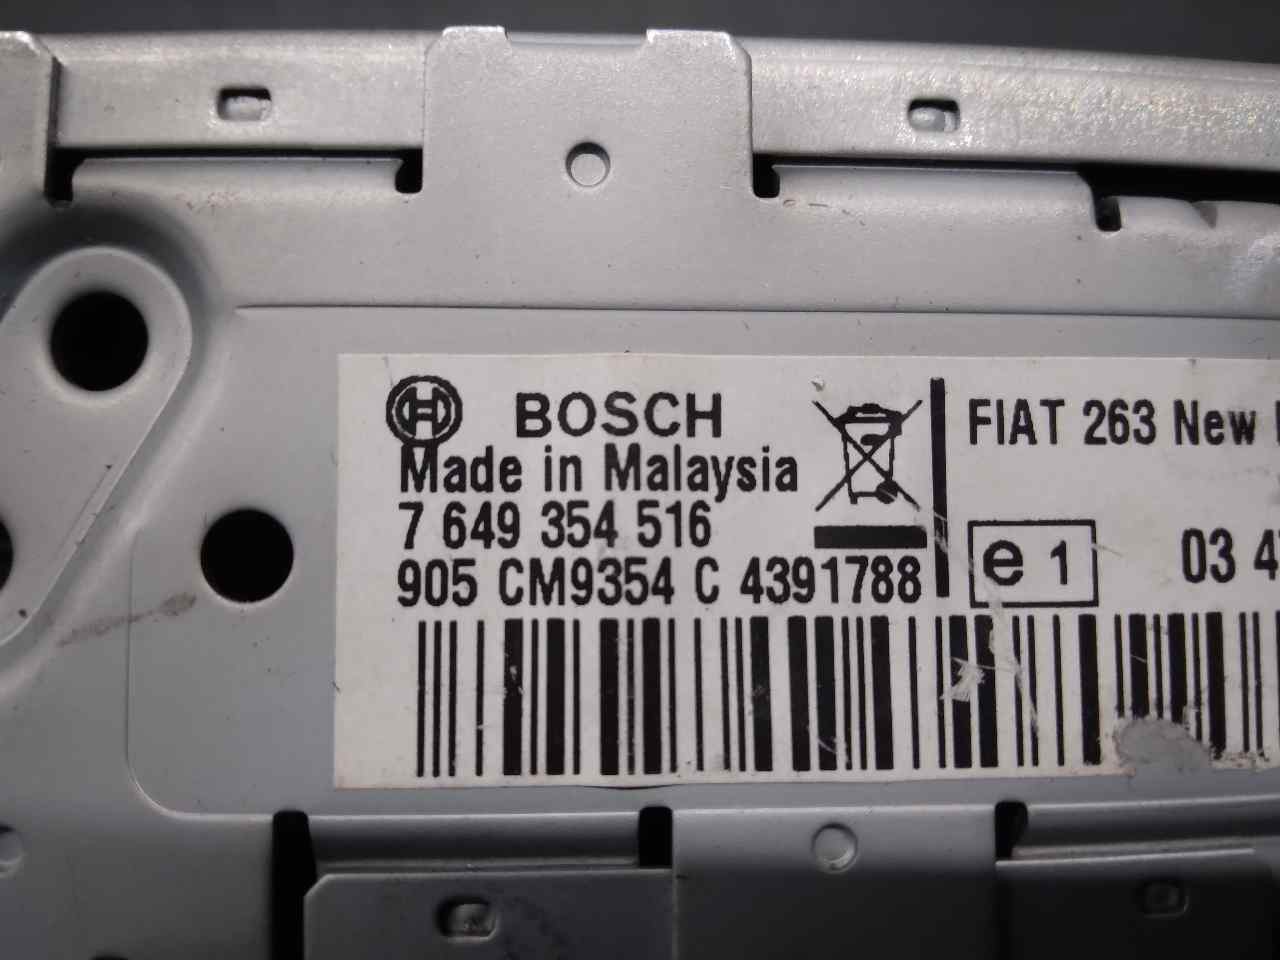 BOSCH
Made in Malaysia
7 649 354 516
905 CM9354 C 4391788
FIAT 263 New
e 1
03